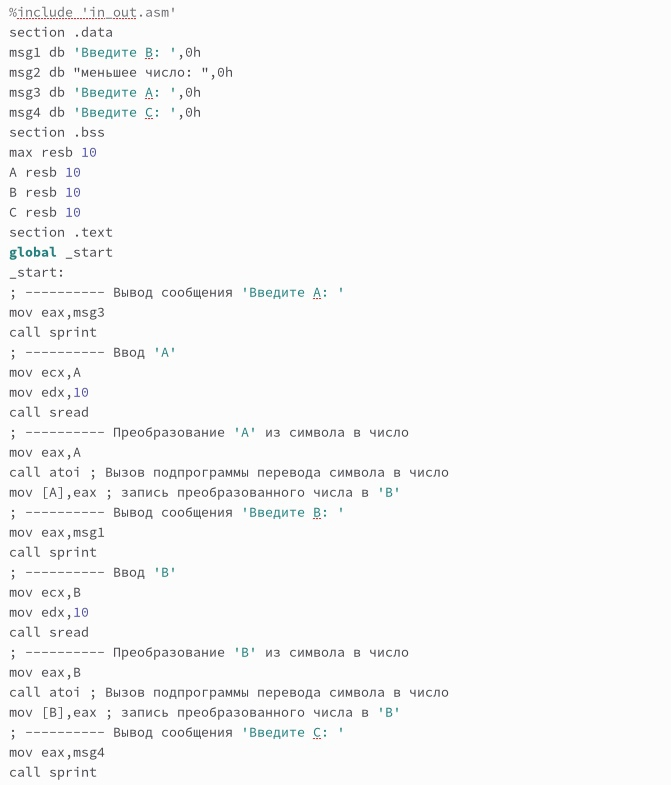 %include 'in_out.asm'
section .data
msg1 db 'Введите B: ',0h
msg2 db "меньшее число: ",0h
msg3 db 'Введите A: ',0h
msg4 db 'Введите C: ',0h
section .bss
max resb 10
A resb 10
B resb 10
C resb 10
section .text
global _start
_start:
; ---------- Вывод сообщения 'Введите A: '
mov eax,msg3
call sprint
; ---------- Ввод 'A'
mov ecx,A
mov edx,10
call sread
; ---------- Преобразование 'A' из символа в число
mov eax,A
call atoi ; Вызов подпрограммы перевода символа в число
mov [A],eax ; запись преобразованного числа в 'B'
; ---------- Вывод сообщения 'Введите B: '
mov eax,msg1
call sprint
; ---------- Ввод 'B'
mov ecx,B
mov edx,10
call sread
; ---------- Преобразование 'B' из символа в число
mov eax,B
call atoi ; Вызов подпрограммы перевода символа в число
mov [B],eax ; запись преобразованного числа в 'B'
; ---------- Вывод сообщения 'Введите C: '
mov eax,msg4
call sprint